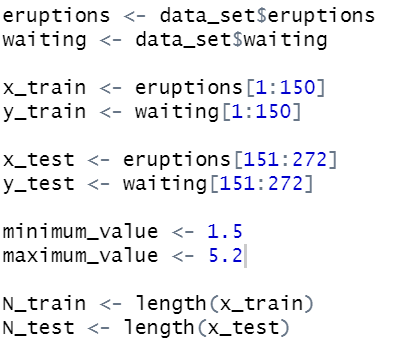 eruptions <- data_set$eruptions
waiting <- data_set$waiting
x_train <- eruptions[1:150]
y_train <- waiting[1:150]
x_test <- eruptions[151:272]
y_test <- waiting[151:272]
minimum_value <- 1.5
maximum_value <- 5.2
N_train <- length(x_train)
N_test <- length(x_test)